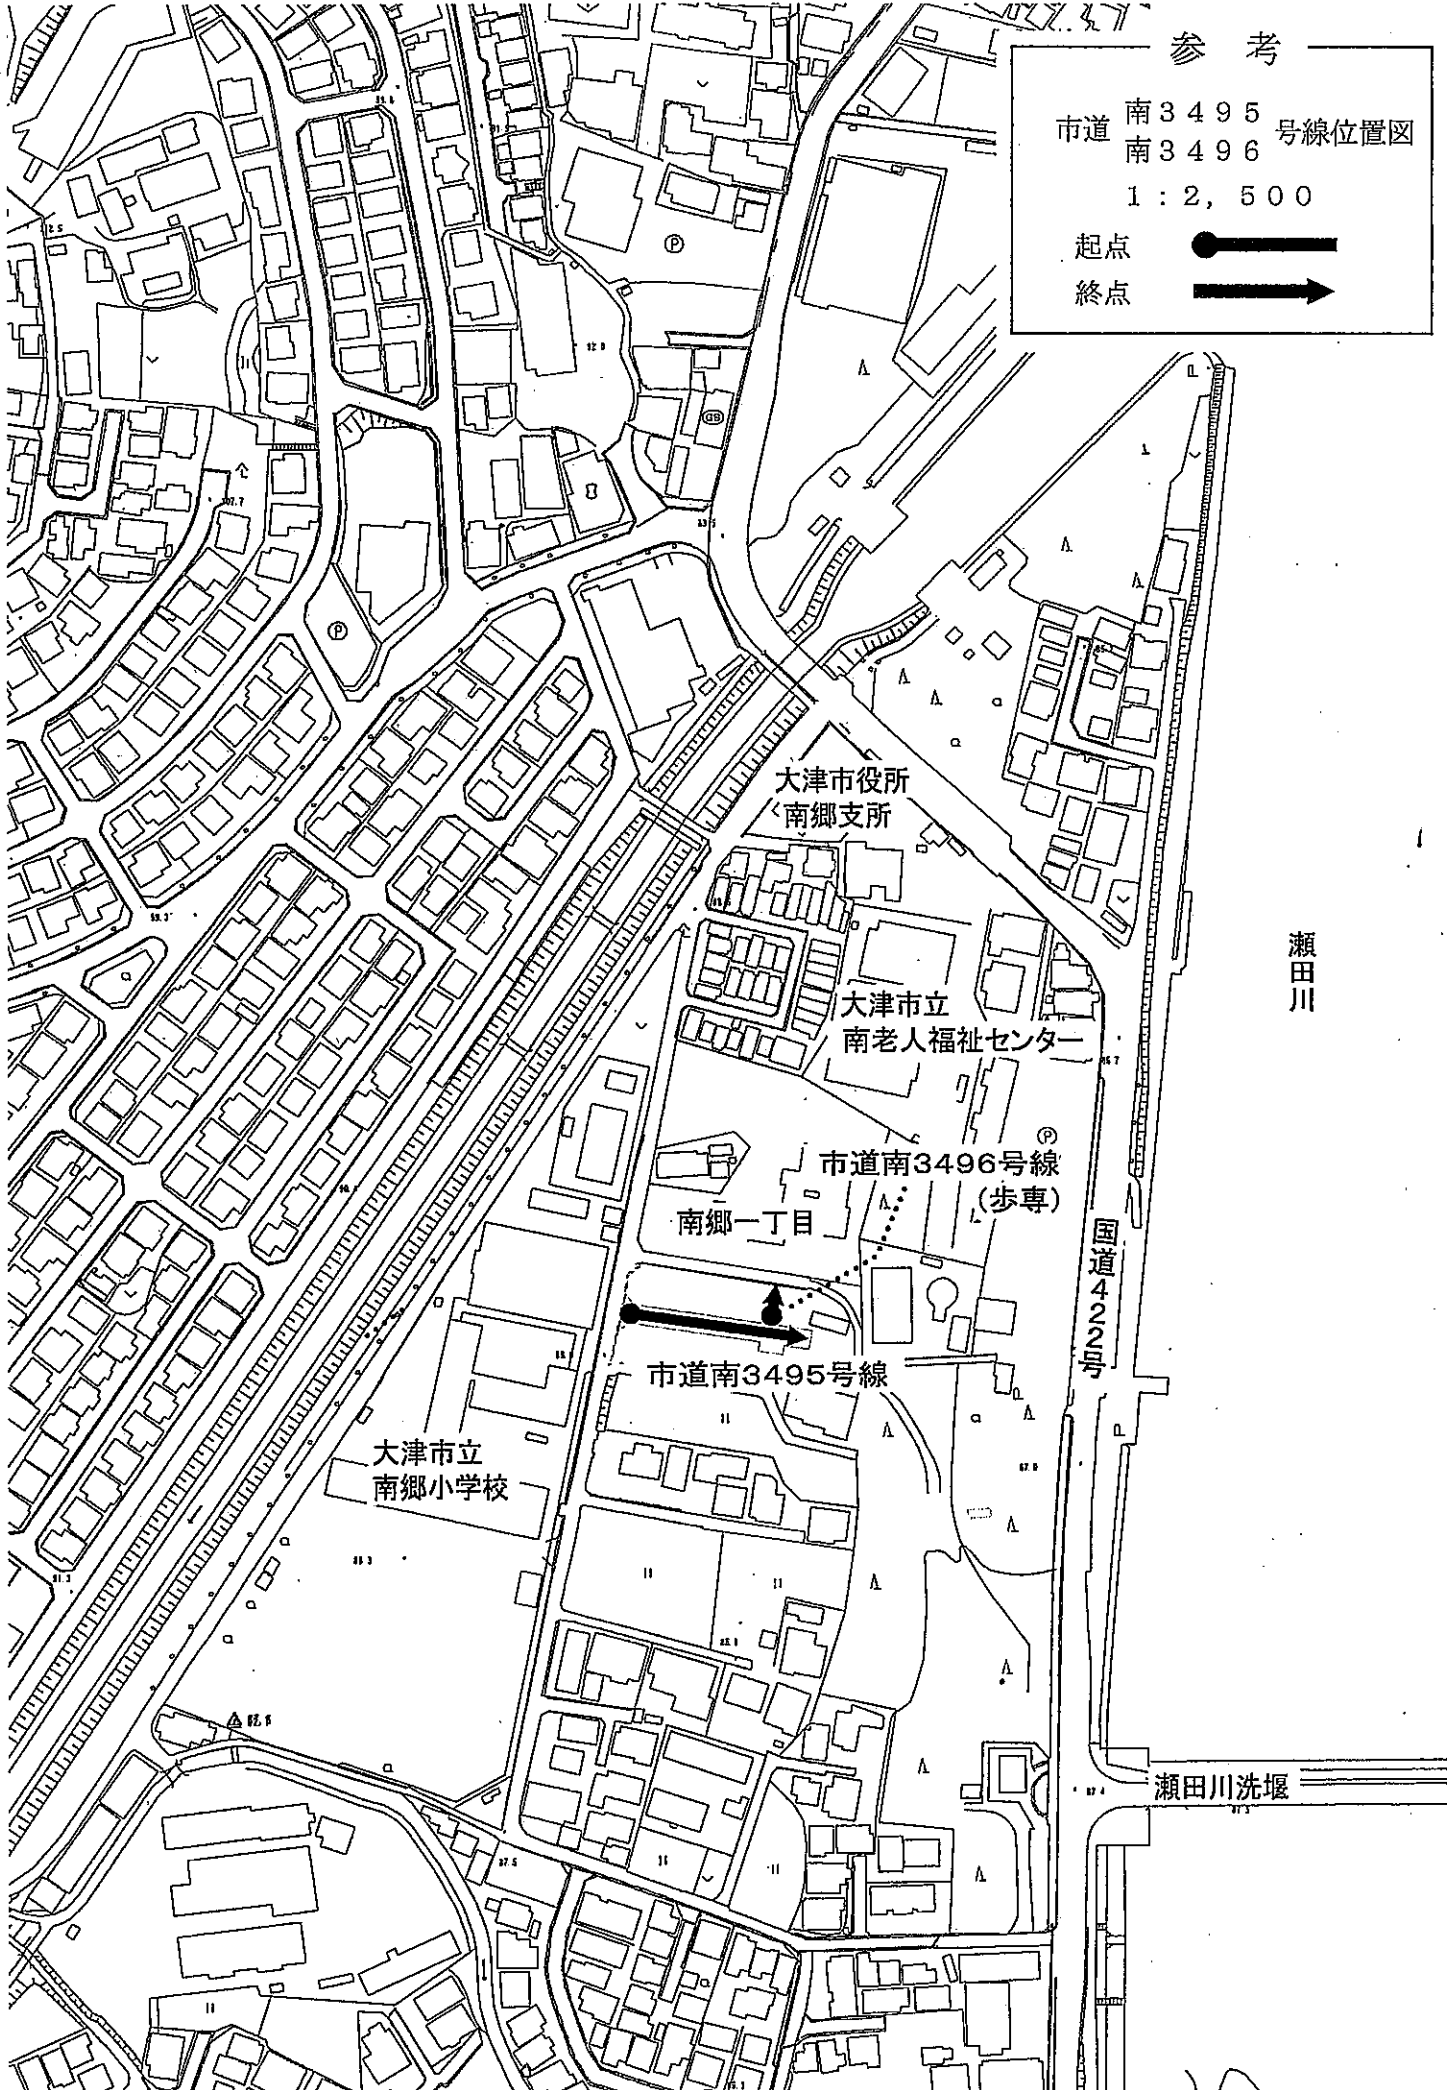 参 考
市道 南3495 号線位置図
南3496
1:2,500
起点
終点
大津市役所
南郷支所
瀬田川
大津市立
南老人福祉センター
市道南3496号線
(歩専)
南郷一丁目
国道422号
市道南3495号線
大津市立
南郷小学校
瀬田川洗堰